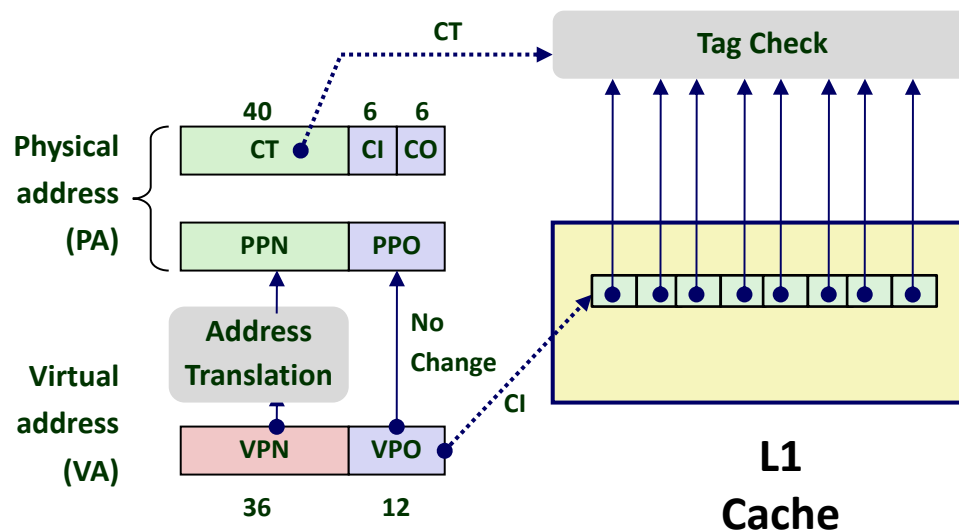 CT
Tag Check
40 6 6
CT CI CO
Physical
address
(PA)
PPN PPO
Address
Translation
No
Change
CI
Virtual
address
(VA)
VPN VPO
36 12
L1
Cache